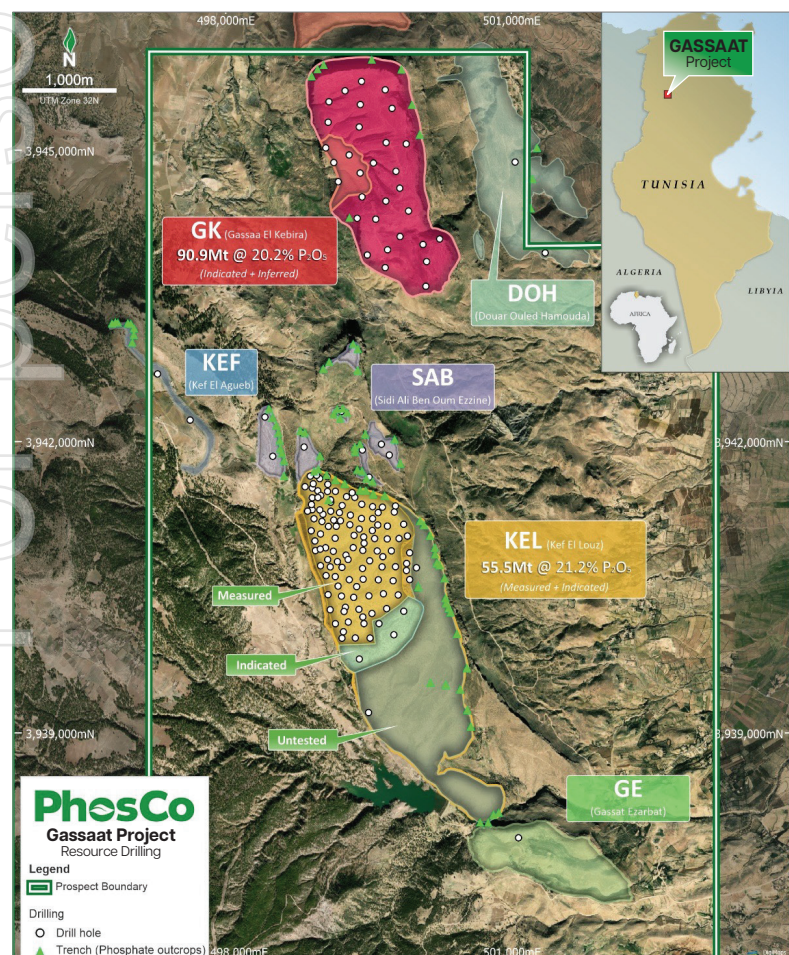 498,000mE
501,000mE
N
1,000m
UTM Zone 32N
GASSAAT
Project
TUNISIA
ALGERIA
LIBYIA
AFRICA
3,945,000mN
GK (Gassaa El Kebira)
90.9Mt @ 20.2% P₂O₅
(Indicated + Inferred)
DOH
(Douar Ouled Hamouda)
KEF
(Kef El Agueb)
SAB
(Sidi Ali Ben Oum Ezzine)
3,942,000mN
3,942,000mN
KEL (Kef El Louz)
55.5Mt @ 21.2% P₂O₅
(Measured + Indicated)
Measured
Indicated
Untested
3,939,000mN
3,939,000mN
GE
(Gassat Ezarbat)
PhosCo
Gassaat Project
Resource Drilling
Legend
Prospect Boundary
Drilling
Drill hole
Trench (Phosphate outcrops)
498,000mE
501,000mE